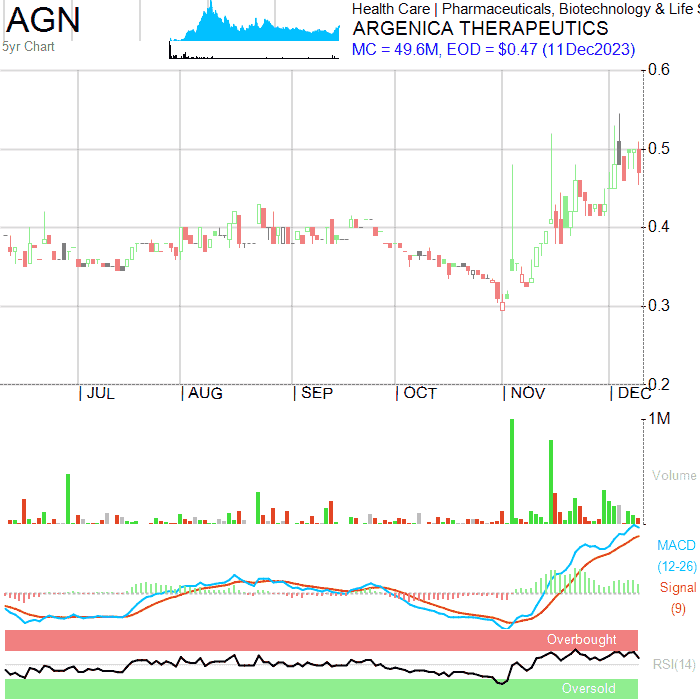 AGN
5yr Chart
Health Care | Pharmaceuticals, Biotechnology & Life S
ARGENICA THERAPEUTICS
MC = 49.6M, EOD = $0.47 (11Dec2023)
0.6
0.5
0.4
0.3
0.2
| JUL | AUG | SEP | OCT | NOV | DEC
1M
Volume
MACD
(12-26)
Signal
(9)
Overbought
RSI(14)
Oversold